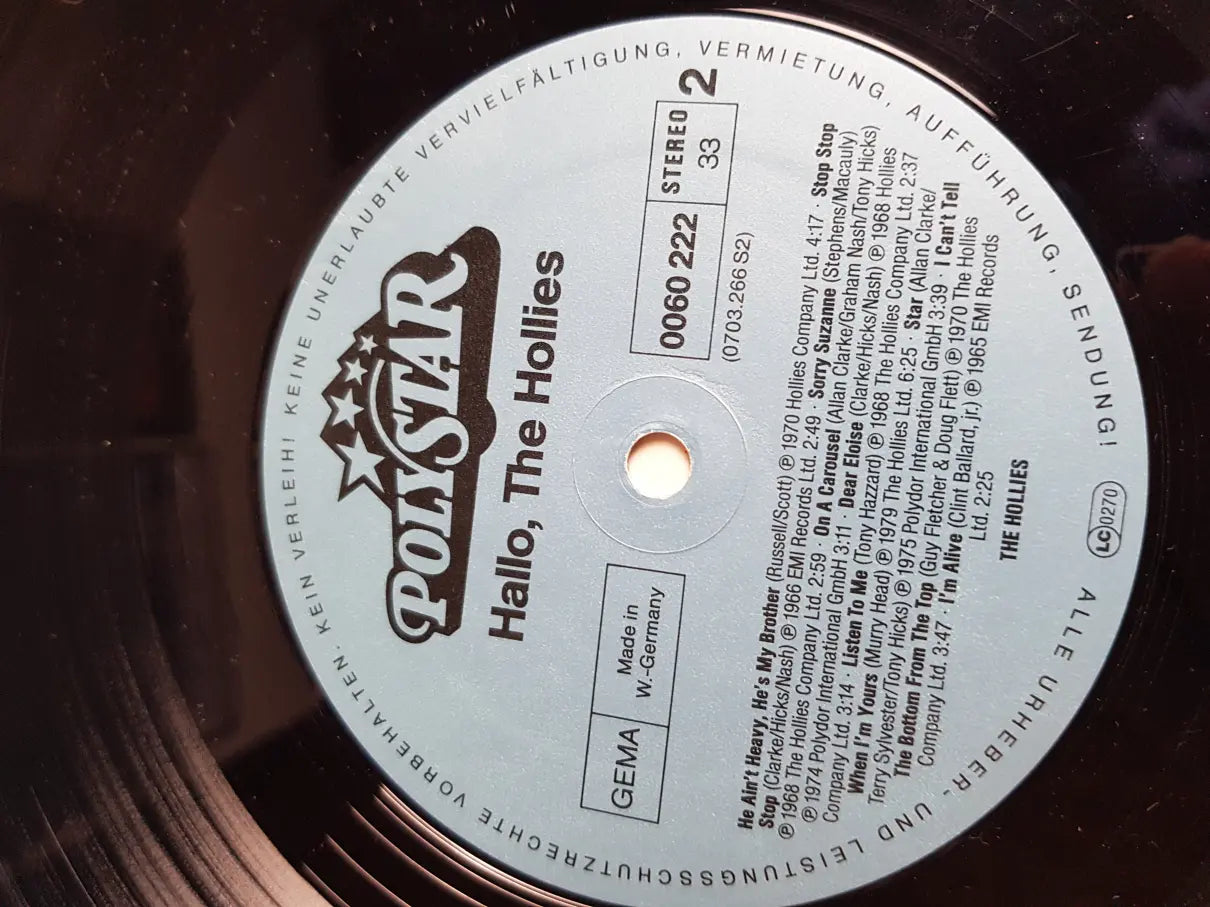 POLYSTAR
Hallo, The Hollies
GEMA
Made in
W.-Germany
0060 222
STEREO
33
2
(0703.266 S2)
He Ain't Heavy, He's My Brother (Russell/Scott) ℗ 1970 Hollies Company Ltd. 4:17 · Stop Stop
Stop (Clarke/Hicks/Nash) ℗ 1966 EMI Records Ltd. 2:49 · Sorry Suzanne (Stephens/Macauly)
℗ 1968 The Hollies Company Ltd. 2:59 · On A Carousel (Allan Clarke/Graham Nash/Tony Hicks)
℗ 1974 Polydor International GmbH 3:11 · Dear Eloise (Clarke/Hicks/Nash) ℗ 1968 Hollies
Company Ltd. 3:14 · Listen To Me (Tony Hazzard) ℗ 1968 The Hollies Company Ltd. 2:37
When I'm Yours (Murry Head) ℗ 1979 The Hollies Ltd. 6:25 · Star (Allan Clarke/
Terry Sylvester/Tony Hicks) ℗ 1975 Polydor International GmbH 3:39 · I Can't Tell
The Bottom From The Top (Guy Fletcher & Doug Flett) ℗ 1970 The Hollies
Company Ltd. 3:47 · I'm Alive (Clint Ballard, jr.) ℗ 1965 EMI Records
Ltd. 2:25
THE HOLLIES
LC 0270
ALLE URHEBER- UND LEISTUNGSSCHUTZRECHTE VORBEHALTEN. KEIN VERLEIH! KEINE UNERLAUBTE VERVIELFÄLTIGUNG, VERMIETUNG, AUFFÜHRUNG, SENDUNG!